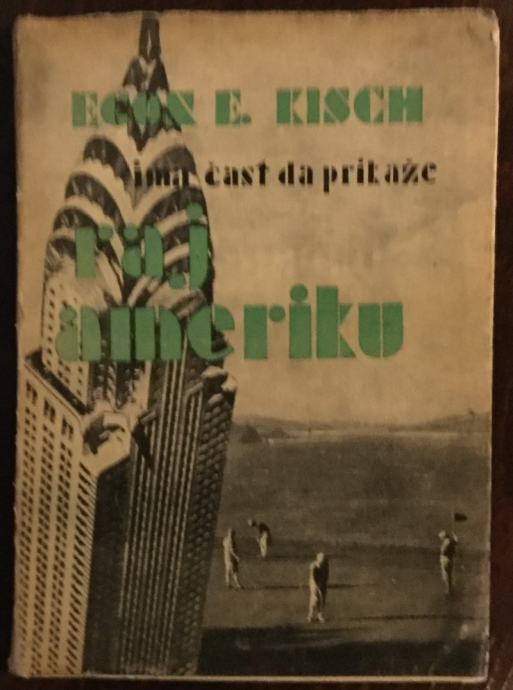 EGON E. KISCH
ima čast da prikaže
raj
ameriku